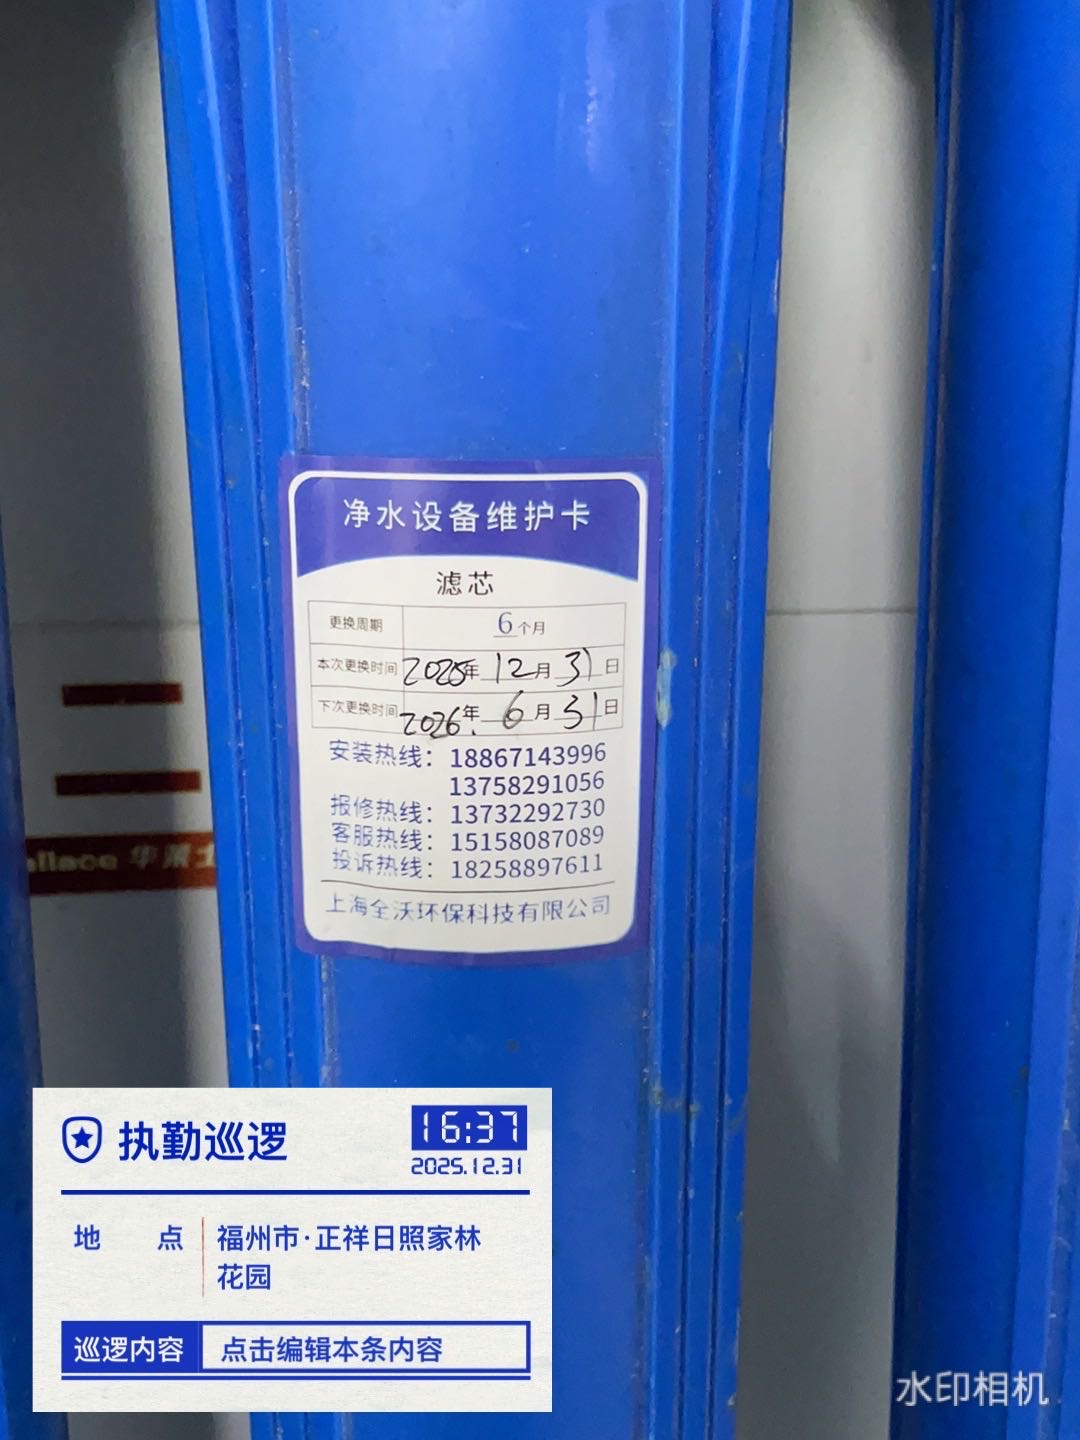 净水设备维护卡
滤芯
更换周期 6个月
本次更换时间 2025年12月31日
下次更换时间 2026年6月31日
安装热线：18867143996
13758291056
报修热线：13732292730
客服热线：15158087089
投诉热线：18258897611
上海全沃环保科技有限公司
allace 华莱士
执勤巡逻
16:37
2025.12.31
地 点 福州市·正祥日照家林
花园
巡逻内容 点击编辑本条内容
水印相机